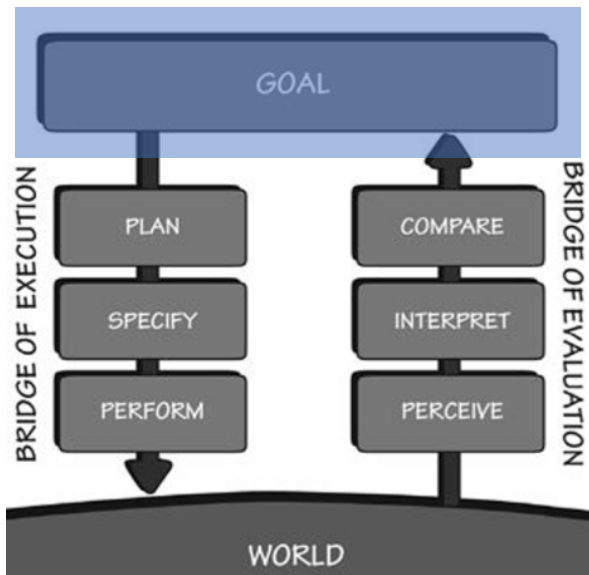 GOAL
BRIDGE OF EXECUTION
PLAN
SPECIFY
PERFORM
COMPARE
INTERPRET
PERCEIVE
BRIDGE OF EVALUATION
WORLD